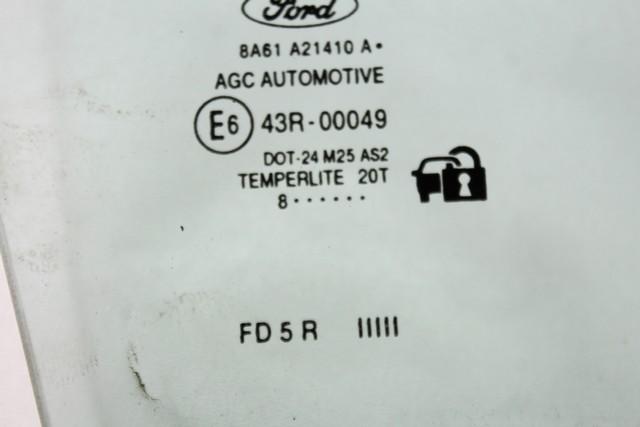 Ford
8A61 A21410 A•
AGC AUTOMOTIVE
E6 43R-00049
DOT-24 M25 AS2
TEMPERLITE 20T
8······
FD 5 R IIIII